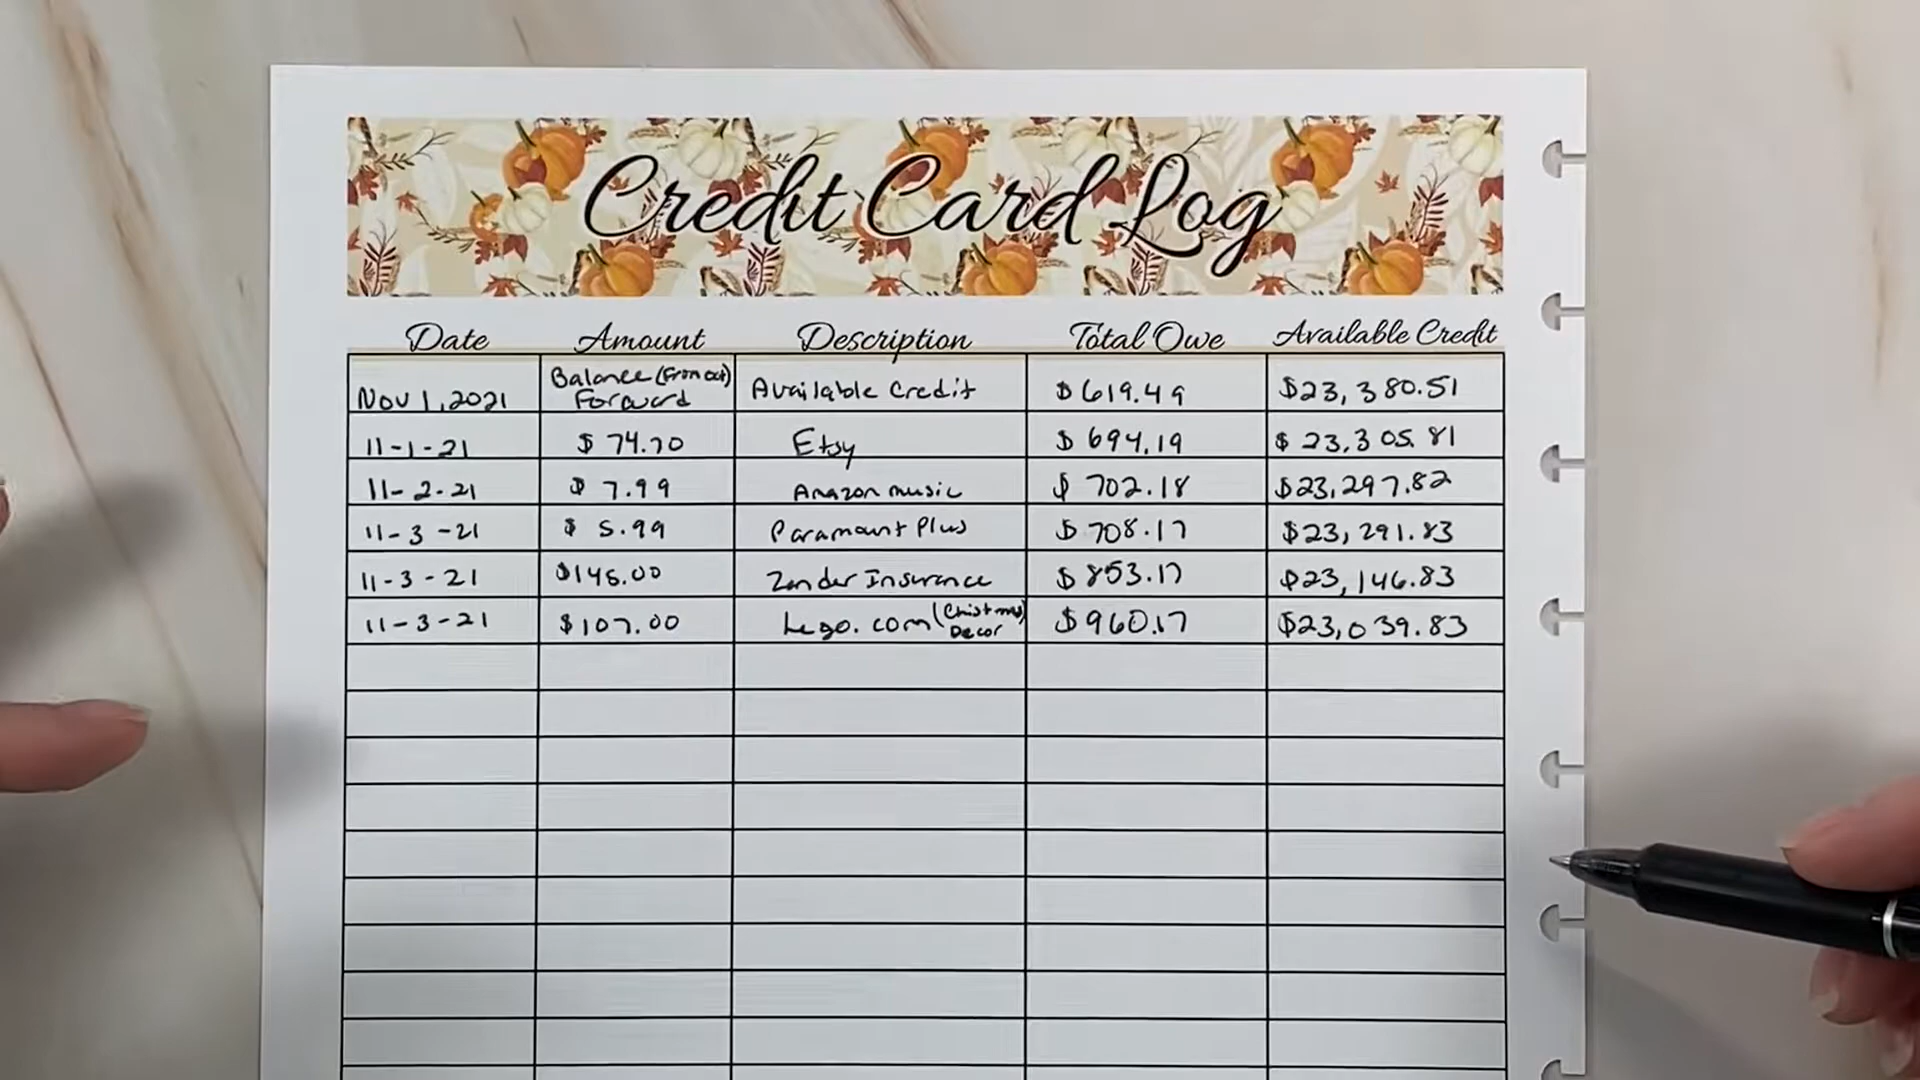 Credit Card Log
Date Amount Description Total Owe Available Credit
Nov 1, 2021 Balance (From oct) Forward Available Credit $619.49 $23,380.51
11-1-21 $74.70 Etsy $694.19 $23,305.81
11-2-21 $7.99 Amazon music $702.18 $23,297.82
11-3-21 $5.99 Paramount Plus $708.17 $23,291.83
11-3-21 $145.00 Zander Insurance $853.17 $23,146.83
11-3-21 $107.00 Lego.com (Christmas Decor $960.17 $23,039.83